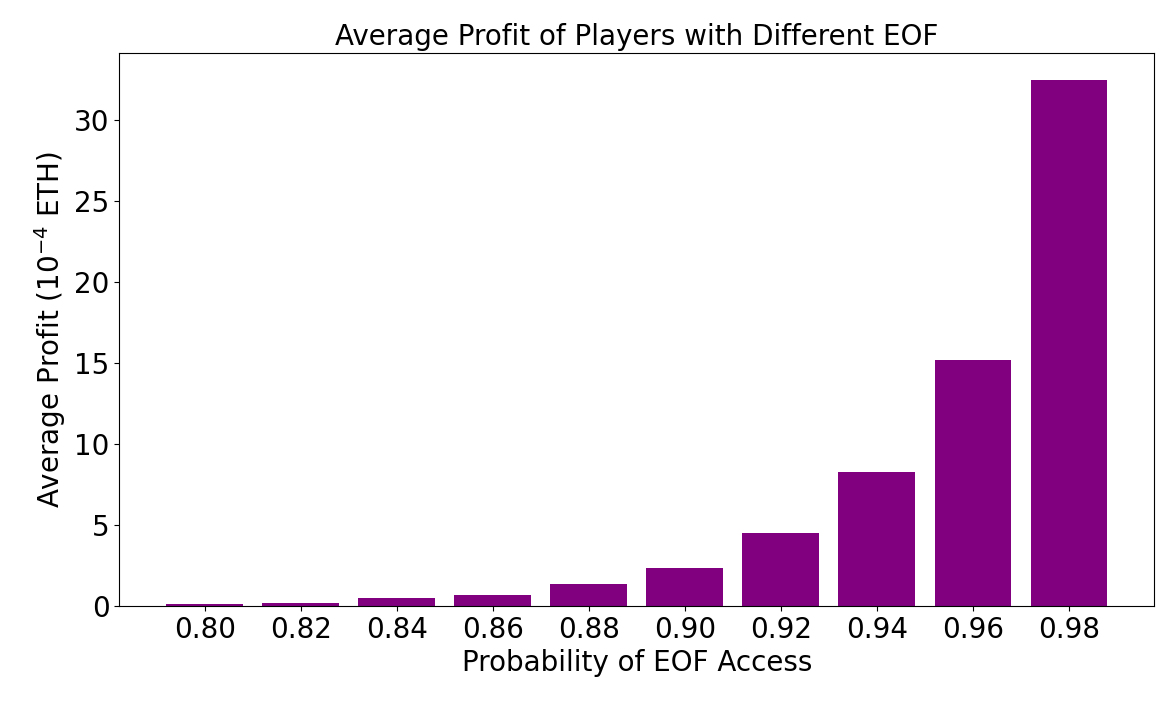 Average Profit of Players with Different EOF
Average Profit (10⁻⁴ ETH)
30
25
20
15
10
5
0
0.80 0.82 0.84 0.86 0.88 0.90 0.92 0.94 0.96 0.98
Probability of EOF Access